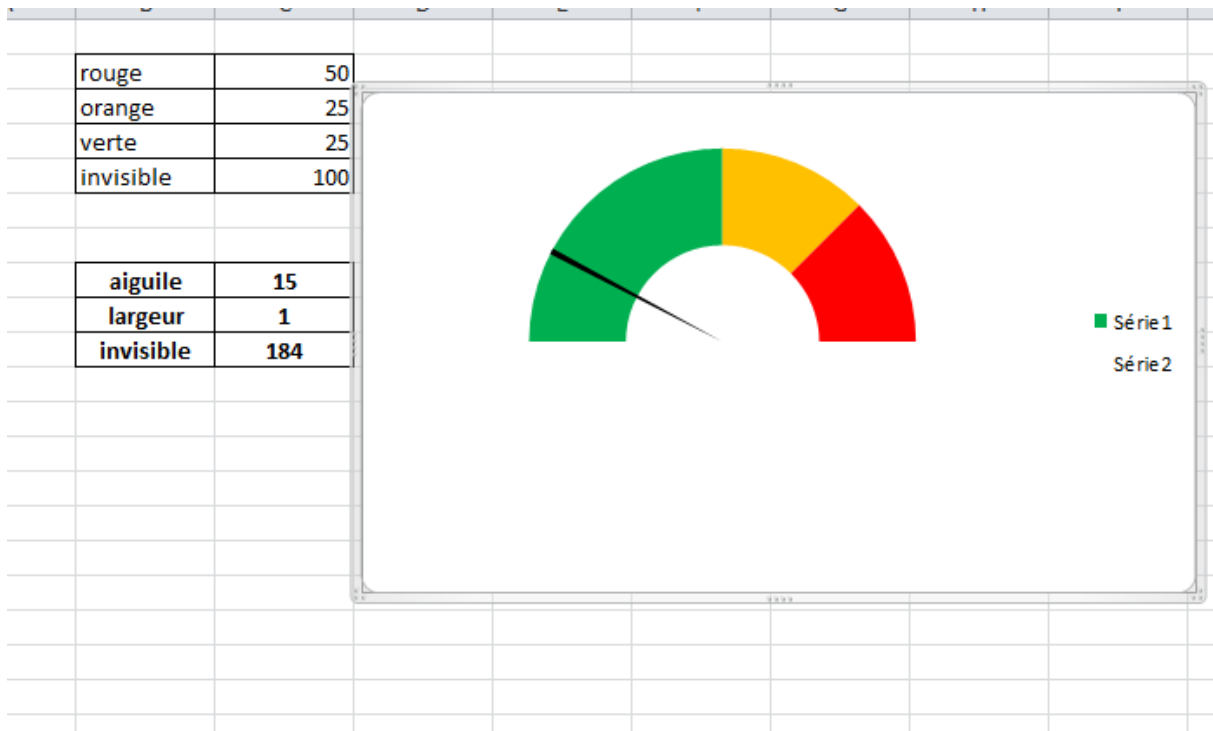 rouge 50
orange 25
verte 25
invisible 100
aiguile 15
largeur 1
invisible 184
Série1
Série2